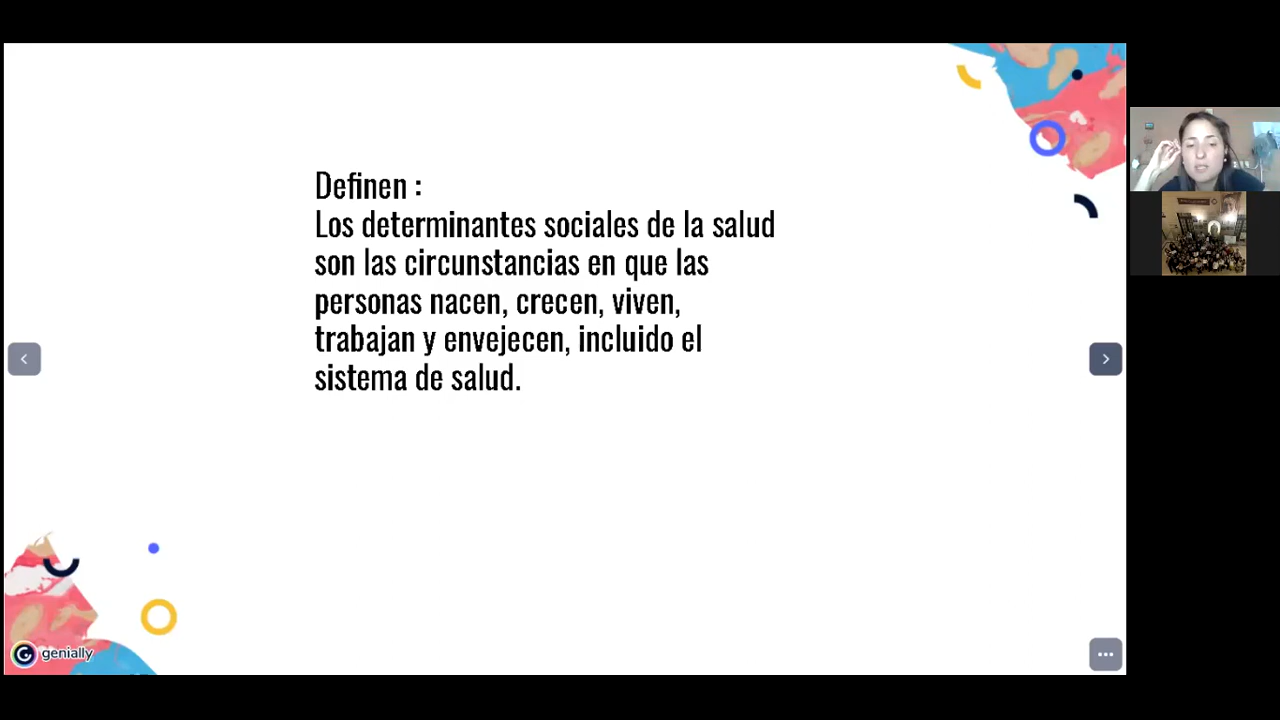 Definen :
Los determinantes sociales de la salud
son las circunstancias en que las
personas nacen, crecen, viven,
trabajan y envejecen, incluido el
sistema de salud.
genially